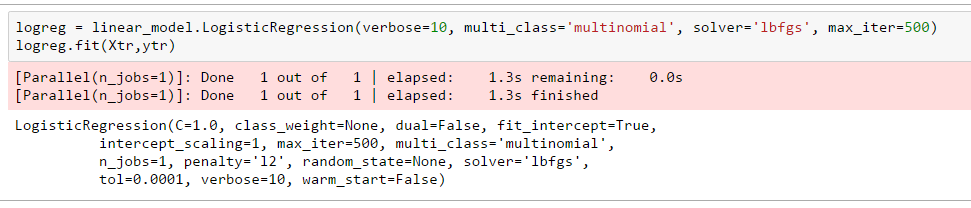 logreg = linear_model.LogisticRegression(verbose=10, multi_class='multinomial', solver='lbfgs', max_iter=500)
logreg.fit(Xtr,ytr)
[Parallel(n_jobs=1)]: Done   1 out of   1 | elapsed:    1.3s remaining:    0.0s
[Parallel(n_jobs=1)]: Done   1 out of   1 | elapsed:    1.3s finished
LogisticRegression(C=1.0, class_weight=None, dual=False, fit_intercept=True,
          intercept_scaling=1, max_iter=500, multi_class='multinomial',
          n_jobs=1, penalty='l2', random_state=None, solver='lbfgs',
          tol=0.0001, verbose=10, warm_start=False)